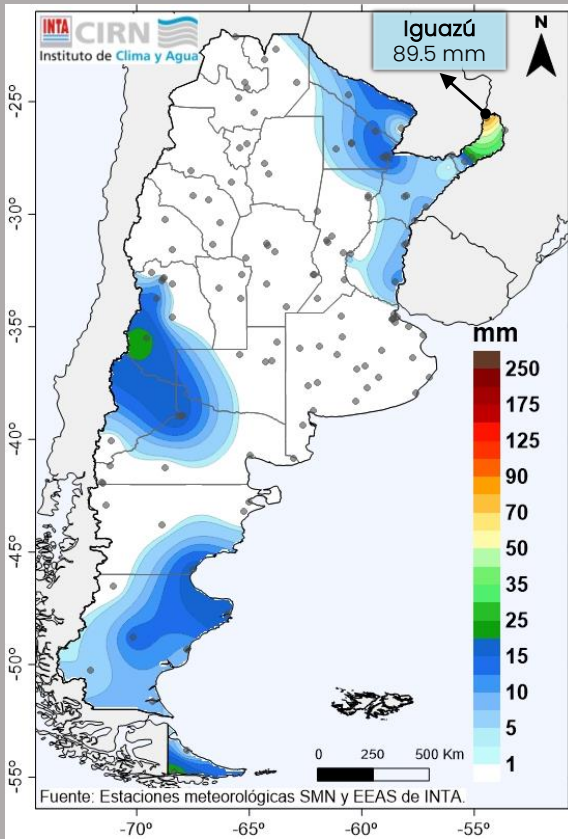 INTA CIRN
Instituto de Clima y Agua
Iguazú
89.5 mm
N
-25°
-30°
-35°
-40°
-45°
-50°
-55°
mm
250
175
125
90
70
50
35
25
15
10
5
1
0 250 500 Km
Fuente: Estaciones meteorológicas SMN y EEAS de INTA.
-70° -65° -60° -55°